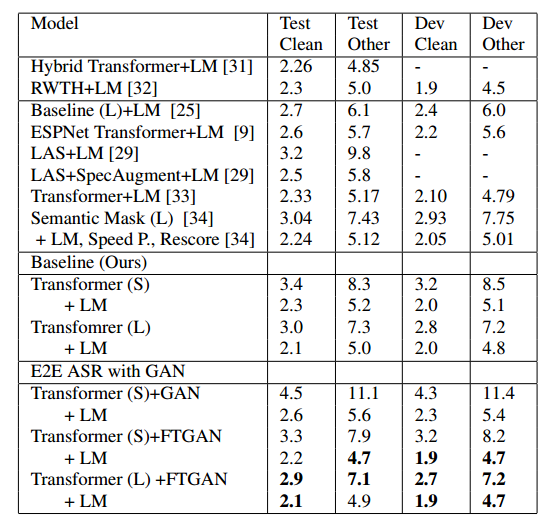 Model Test Clean Test Other Dev Clean Dev Other
Hybrid Transformer+LM [31] 2.26 4.85 - -
RWTH+LM [32] 2.3 5.0 1.9 4.5
Baseline (L)+LM [25] 2.7 6.1 2.4 6.0
ESPNet Transformer+LM [9] 2.6 5.7 2.2 5.6
LAS+LM [29] 3.2 9.8 - -
LAS+SpecAugment+LM [29] 2.5 5.8 - -
Transformer+LM [33] 2.33 5.17 2.10 4.79
Semantic Mask (L) [34] 3.04 7.43 2.93 7.75
+ LM, Speed P., Rescore [34] 2.24 5.12 2.05 5.01
Baseline (Ours)
Transformer (S) 3.4 8.3 3.2 8.5
+ LM 2.3 5.2 2.0 5.1
Transfomrer (L) 3.0 7.3 2.8 7.2
+ LM 2.1 5.0 2.0 4.8
E2E ASR with GAN
Transformer (S)+GAN 4.5 11.1 4.3 11.4
+ LM 2.6 5.6 2.3 5.4
Transformer (S)+FTGAN 3.3 7.9 3.2 8.2
+ LM 2.2 4.7 1.9 4.7
Transformer (L) +FTGAN 2.9 7.1 2.7 7.2
+ LM 2.1 4.9 1.9 4.7